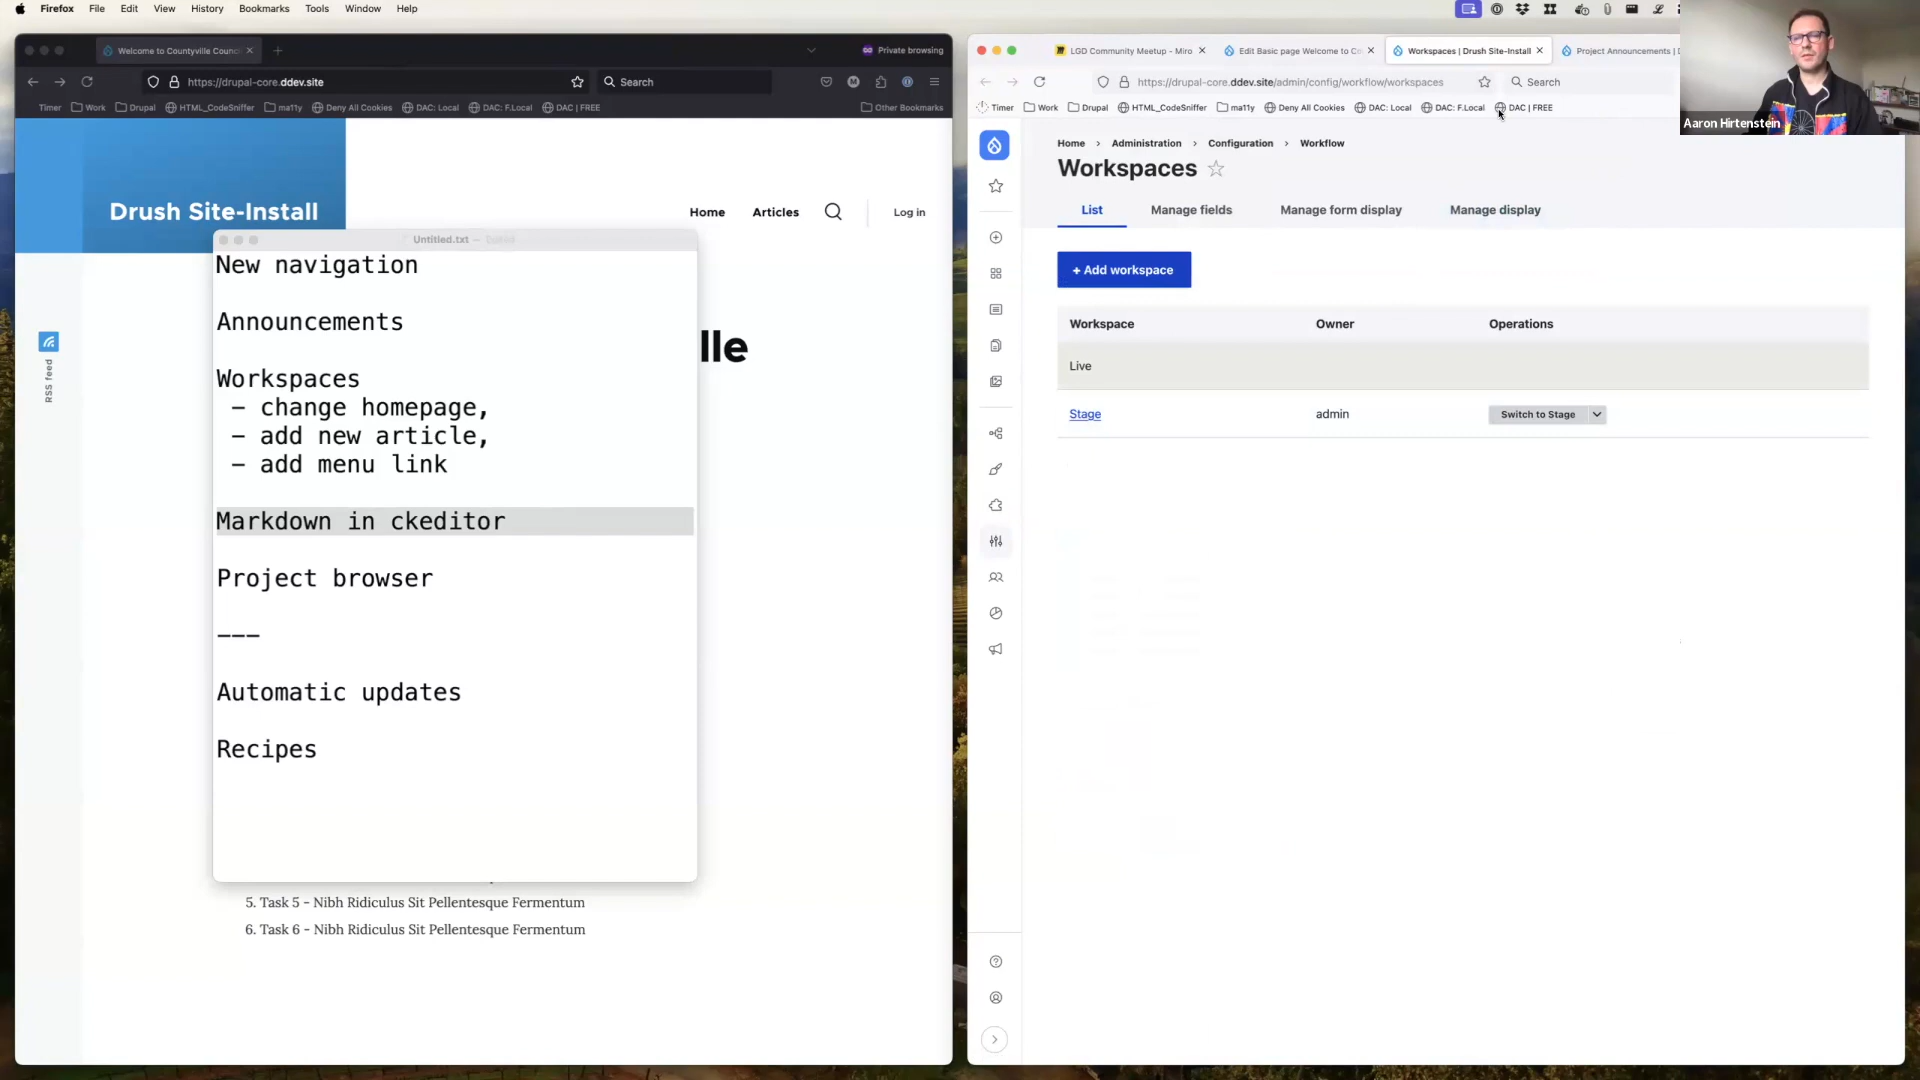 Firefox File Edit View History Bookmarks Tools Window Help
Welcome to Countyville Counc
Private browsing
https://drupal-core.ddev.site
Search
Timer Work Drupal HTML_CodeSniffer ma11y Deny All Cookies DAC: Local DAC: F.Local DAC | FREE Other Bookmarks
Drush Site-Install
Home Articles Log in
RSS feed
lle
Untitled.txt —
New navigation
Announcements
Workspaces
- change homepage,
- add new article,
- add menu link
Markdown in ckeditor
Project browser
---
Automatic updates
Recipes
5. Task 5 - Nibh Ridiculus Sit Pellentesque Fermentum
6. Task 6 - Nibh Ridiculus Sit Pellentesque Fermentum
LGD Community Meetup - Miro
Edit Basic page Welcome to Co
Workspaces | Drush Site-Install
Project Announcements | D
https://drupal-core.ddev.site/admin/config/workflow/workspaces
Search
Timer Work Drupal HTML_CodeSniffer ma11y Deny All Cookies DAC: Local DAC: F.Local DAC | FREE
Aaron Hirtenstein
Home > Administration > Configuration > Workflow
Workspaces
List Manage fields Manage form display Manage display
+ Add workspace
Workspace Owner Operations
Live
Stage admin Switch to Stage